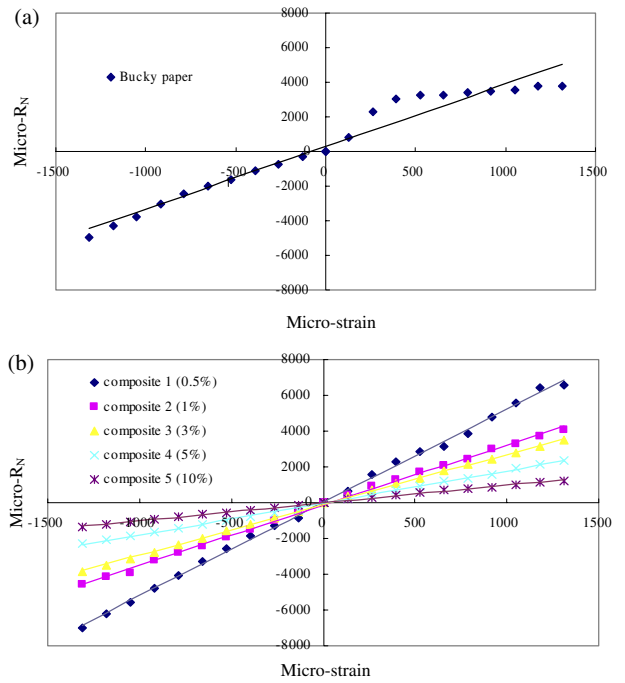 (a)
8000
6000
4000
2000
0
-2000
-4000
-6000
-8000
-1500
-1000
-500
0
500
1000
1500
Bucky paper
Micro-R_N
Micro-strain
(b)
8000
6000
4000
2000
0
-2000
-4000
-6000
-8000
-1500
-1000
-500
0
500
1000
1500
composite 1 (0.5%)
composite 2 (1%)
composite 3 (3%)
composite 4 (5%)
composite 5 (10%)
Micro-R_N
Micro-strain